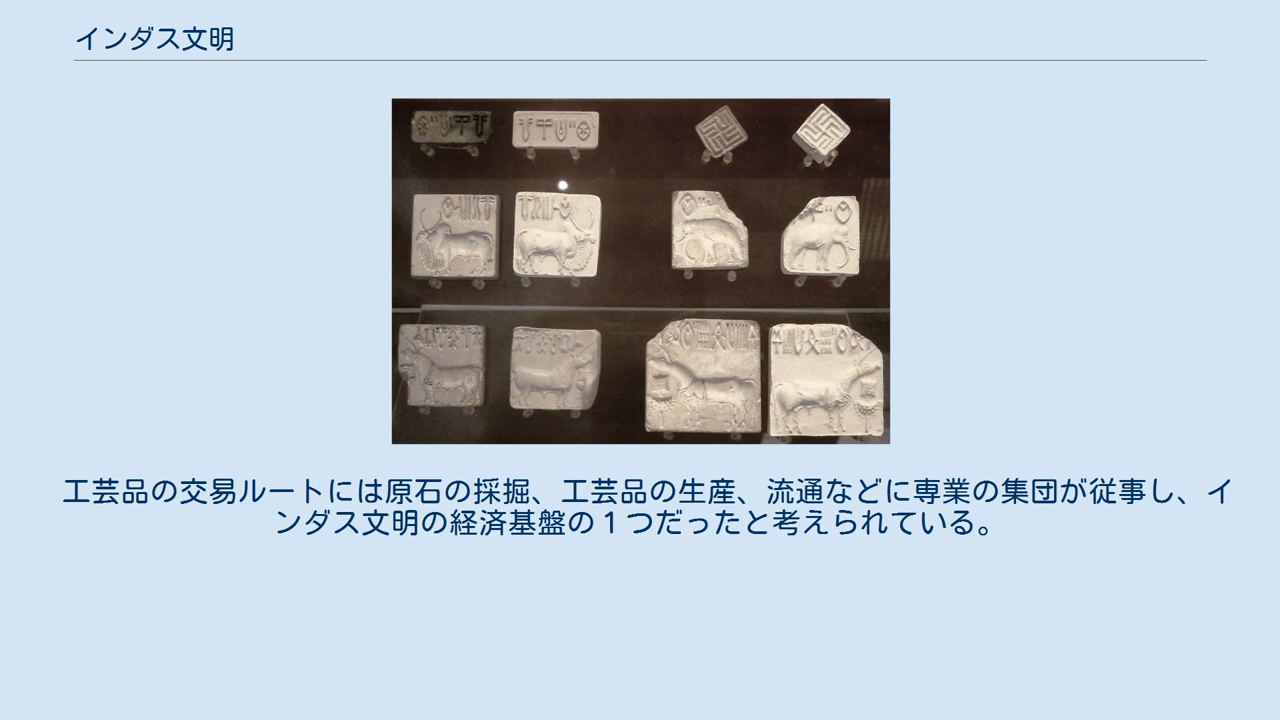 インダス文明
工芸品の交易ルートには原石の採掘、工芸品の生産、流通などに専業の集団が従事し、イ
ンダス文明の経済基盤の１つだったと考えられている。